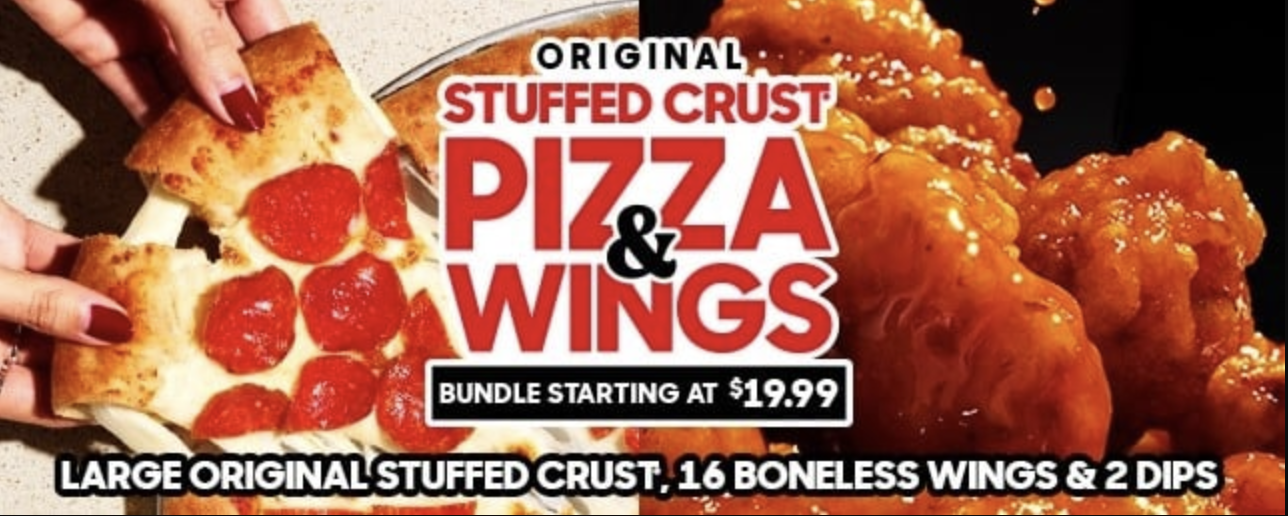 ORIGINAL
STUFFED CRUST
PIZZA
&
WINGS
BUNDLE STARTING AT $19.99
LARGE ORIGINAL STUFFED CRUST, 16 BONELESS WINGS & 2 DIPS